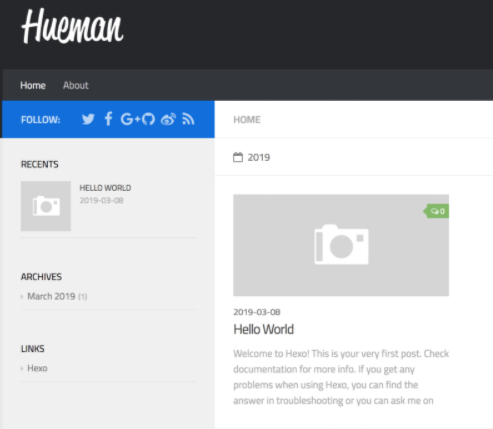 Hueman
Home About
FOLLOW:
HOME
2019
RECENTS
HELLO WORLD
2019-03-08
ARCHIVES
March 2019 (1)
LINKS
Hexo
0
2019-03-08
Hello World
Welcome to Hexo! This is your very first post. Check
documentation for more info. If you get any
problems when using Hexo, you can find the
answer in troubleshooting or you can ask me on